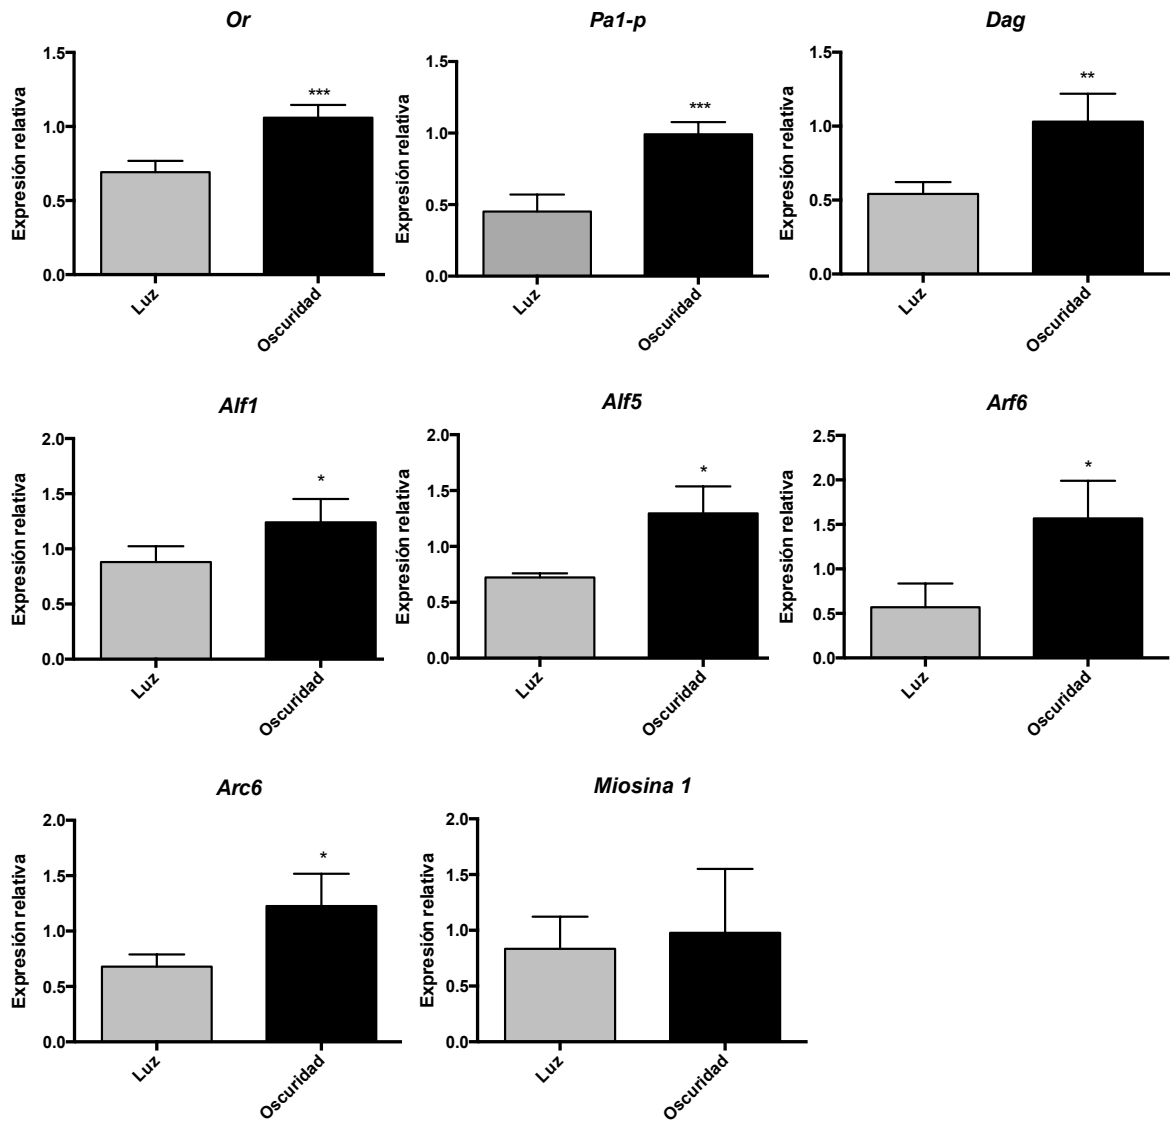 Or
1.5
1.0
0.5
0.0
Expresión relativa
***
Luz
Oscuridad
Pa1-p
1.5
1.0
0.5
0.0
Expresión relativa
***
Luz
Oscuridad
Dag
1.5
1.0
0.5
0.0
Expresión relativa
**
Luz
Oscuridad
Alf1
2.0
1.5
1.0
0.5
0.0
Expresión relativa
*
Luz
Oscuridad
Alf5
2.0
1.5
1.0
0.5
0.0
Expresión relativa
*
Luz
Oscuridad
Arf6
2.5
2.0
1.5
1.0
0.5
0.0
Expresión relativa
*
Luz
Oscuridad
Arc6
2.0
1.5
1.0
0.5
0.0
Expresión relativa
*
Luz
Oscuridad
Miosina 1
2.0
1.5
1.0
0.5
0.0
Expresión relativa
Luz
Oscuridad